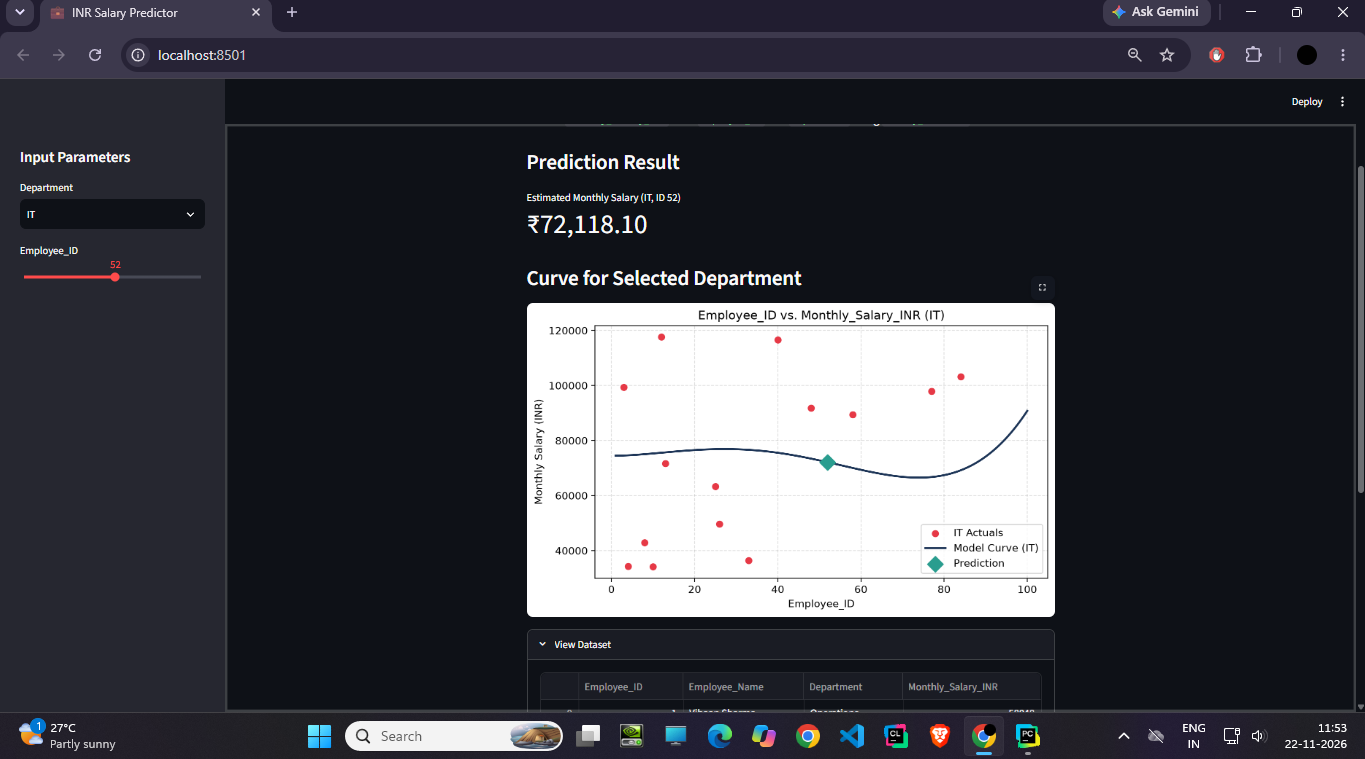 INR Salary Predictor
Ask Gemini
localhost:8501
Deploy
Input Parameters
Department
IT
Employee_ID
52
Prediction Result
Estimated Monthly Salary (IT, ID 52)
₹72,118.10
Curve for Selected Department
Employee_ID vs. Monthly_Salary_INR (IT)
Monthly Salary (INR)
120000
100000
80000
60000
40000
0 20 40 60 80 100
Employee_ID
IT Actuals
Model Curve (IT)
Prediction
View Dataset
Employee_ID Employee_Name Department Monthly_Salary_INR
1
27°C
Partly sunny
Search
CL
PC
ENG
IN
11:53
22-11-2026